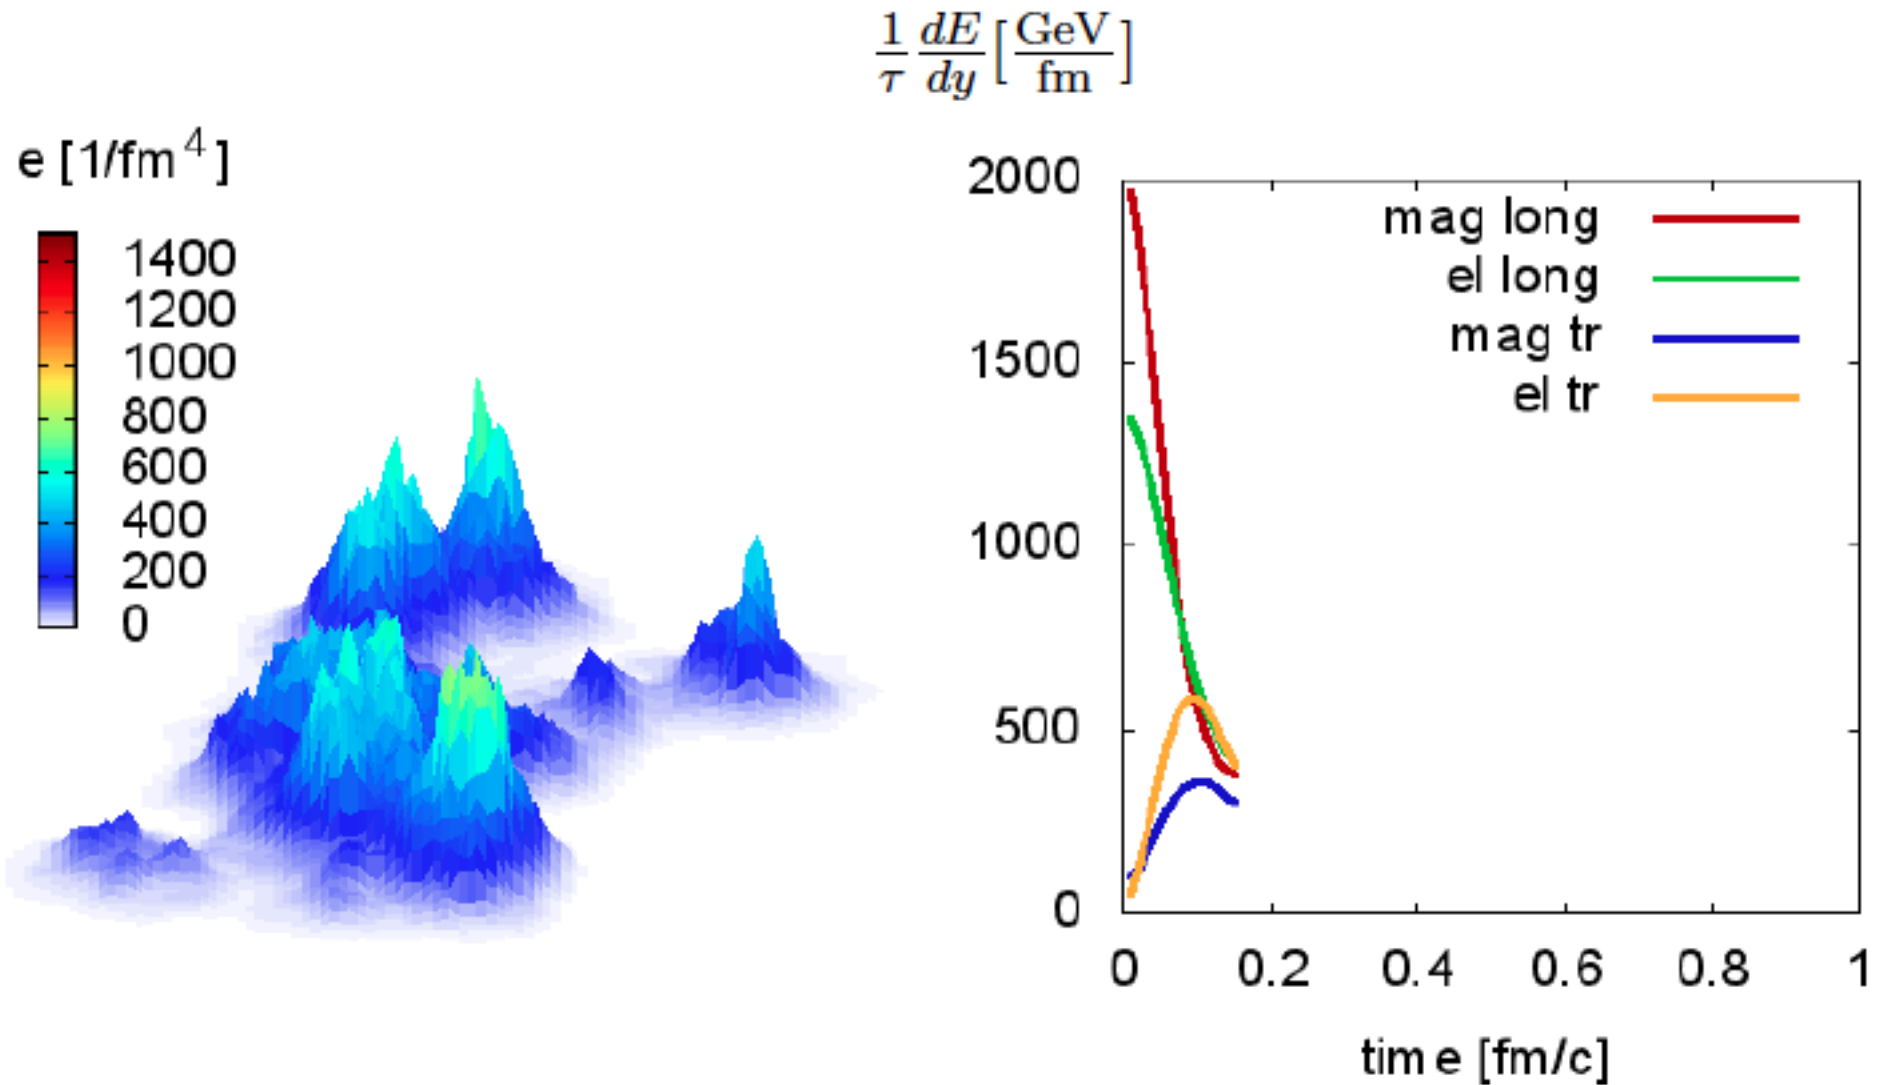 1/τ dE/dy [GeV/fm]
e [1/fm^4]
1400
1200
1000
800
600
400
200
0
2000
1500
1000
500
0
mag long
el long
mag tr
el tr
0 0.2 0.4 0.6 0.8 1
time [fm/c]